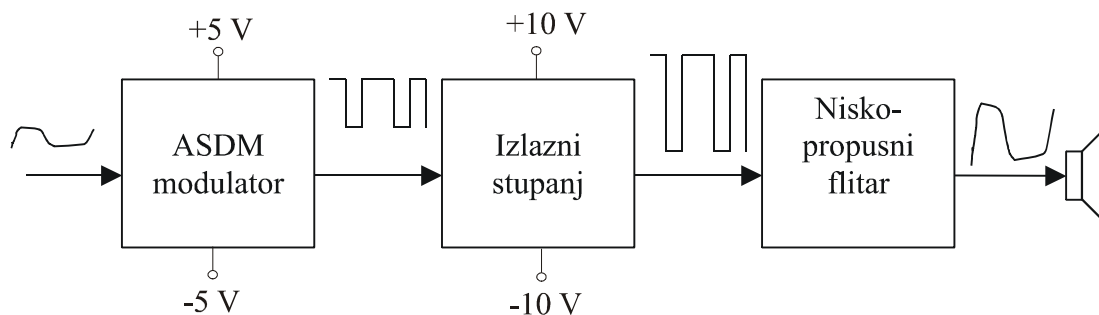 +5 V
ASDM
modulator
-5 V
+10 V
Izlazni
stupanj
-10 V
Nisko-
propusni
flitar